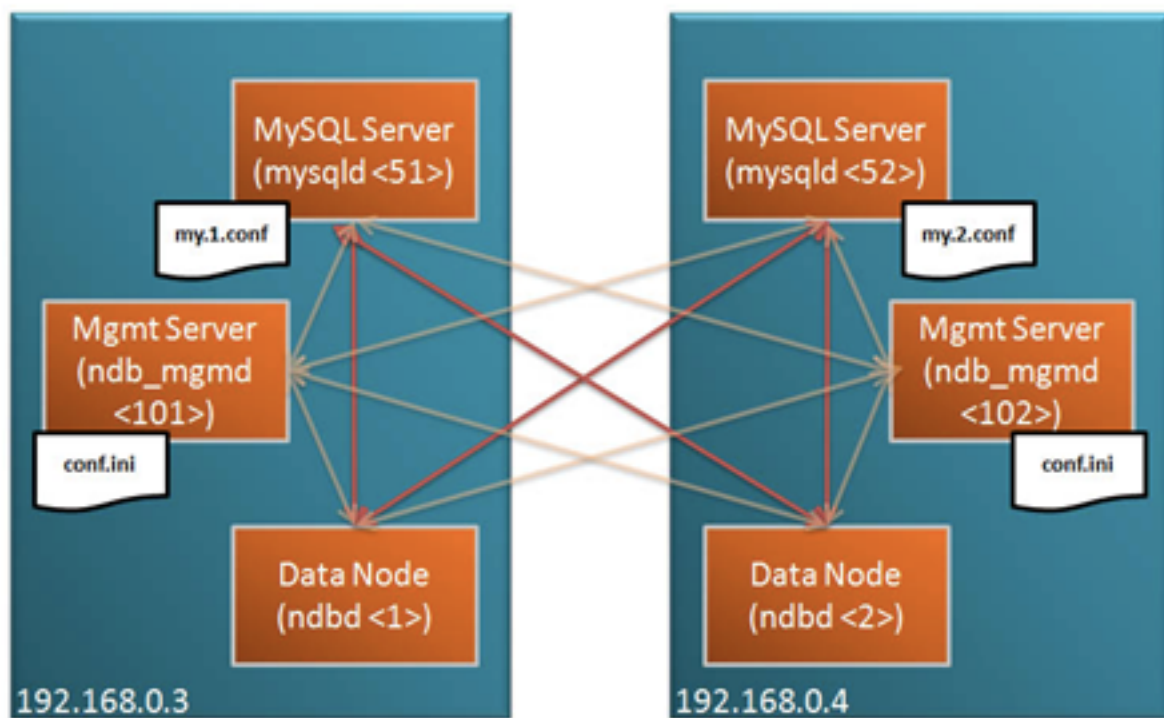 MySQL Server
(mysqld <51>)
my.1.conf
Mgmt Server
(ndb_mgmd
<101>)
conf.ini
Data Node
(ndbd <1>)
192.168.0.3
MySQL Server
(mysqld <52>)
my.2.conf
Mgmt Server
(ndb_mgmd
<102>)
conf.ini
Data Node
(ndbd <2>)
192.168.0.4